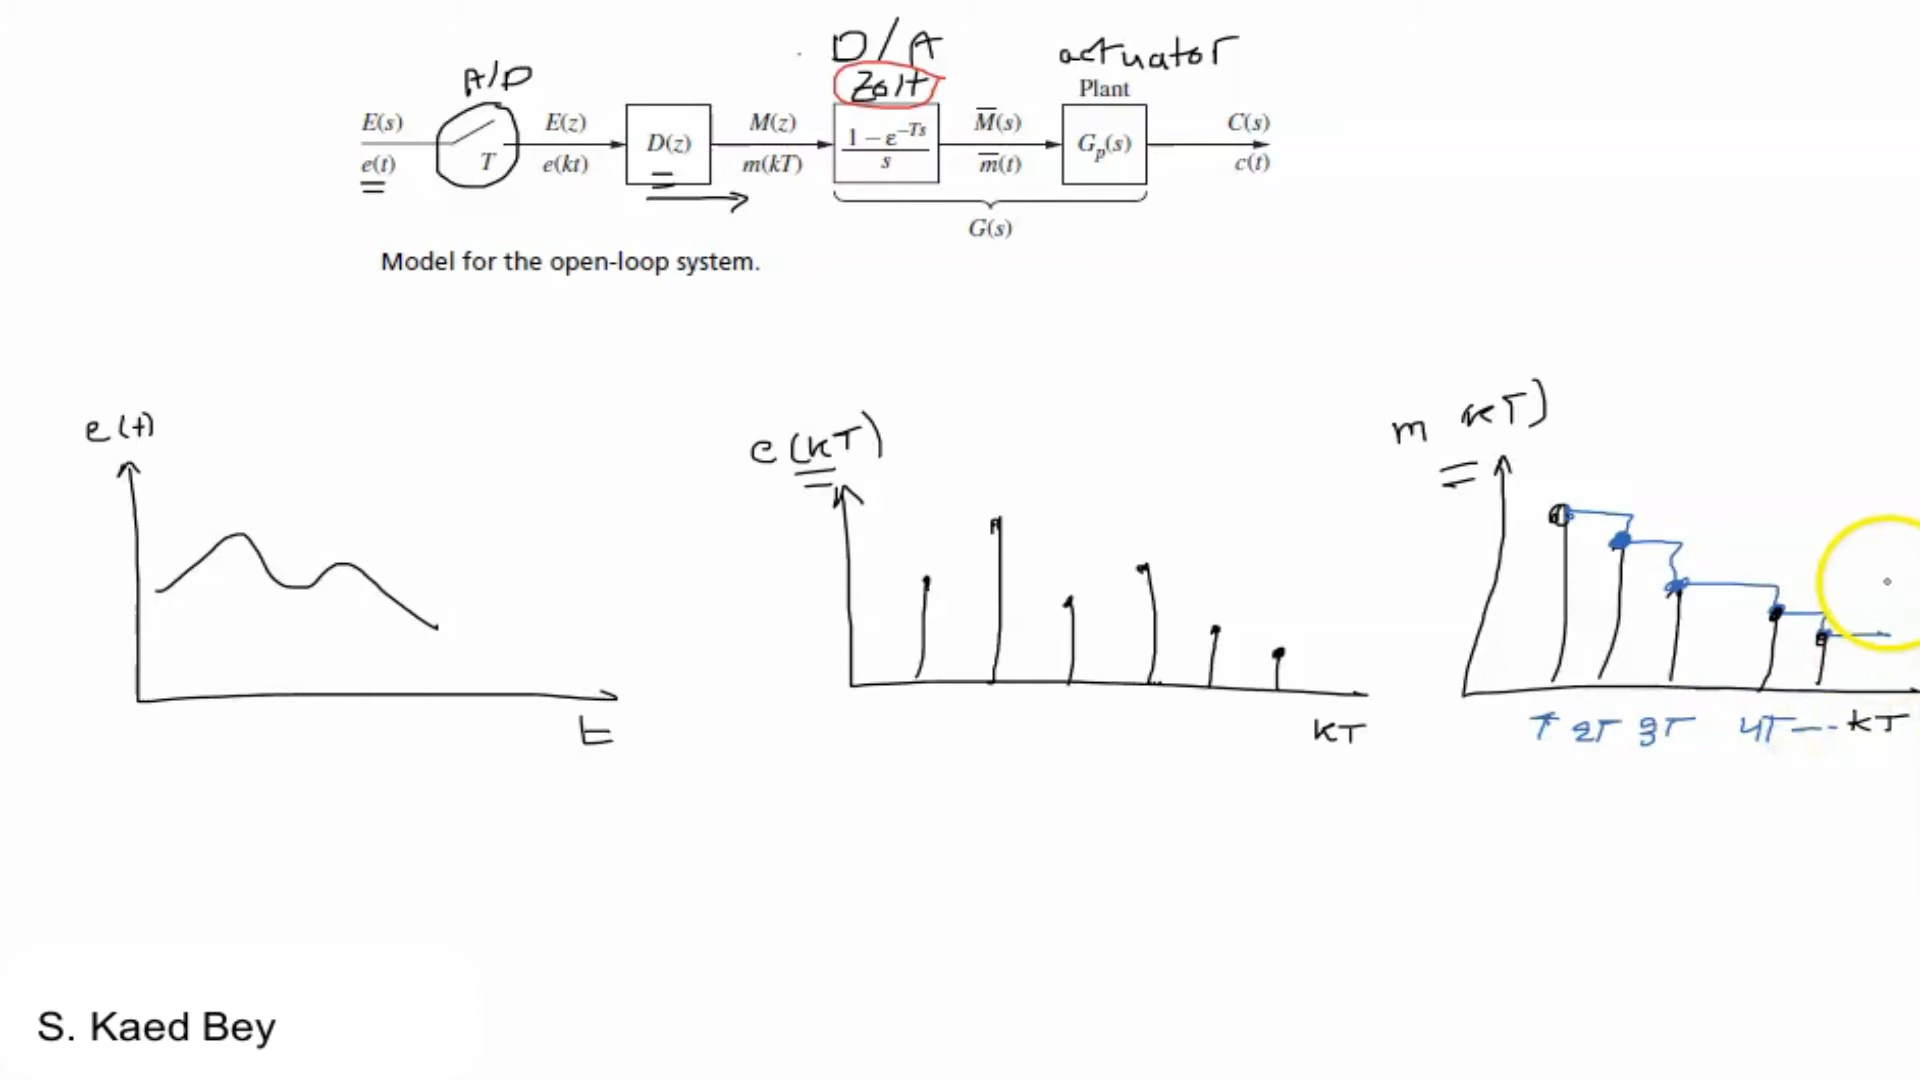 D/A
actuator
A/D
ZoH
Plant
E(s) E(z) M(z) M̅(s) C(s)
D(z) 1 − ε^−Ts / s G_p(s)
e(t) T e(kt) m(kT) m̅(t) c(t)
G(s)
Model for the open-loop system.
e(t) e(kT) m(kT)
t kT T 2T 3T 4T --- kT
S. Kaed Bey